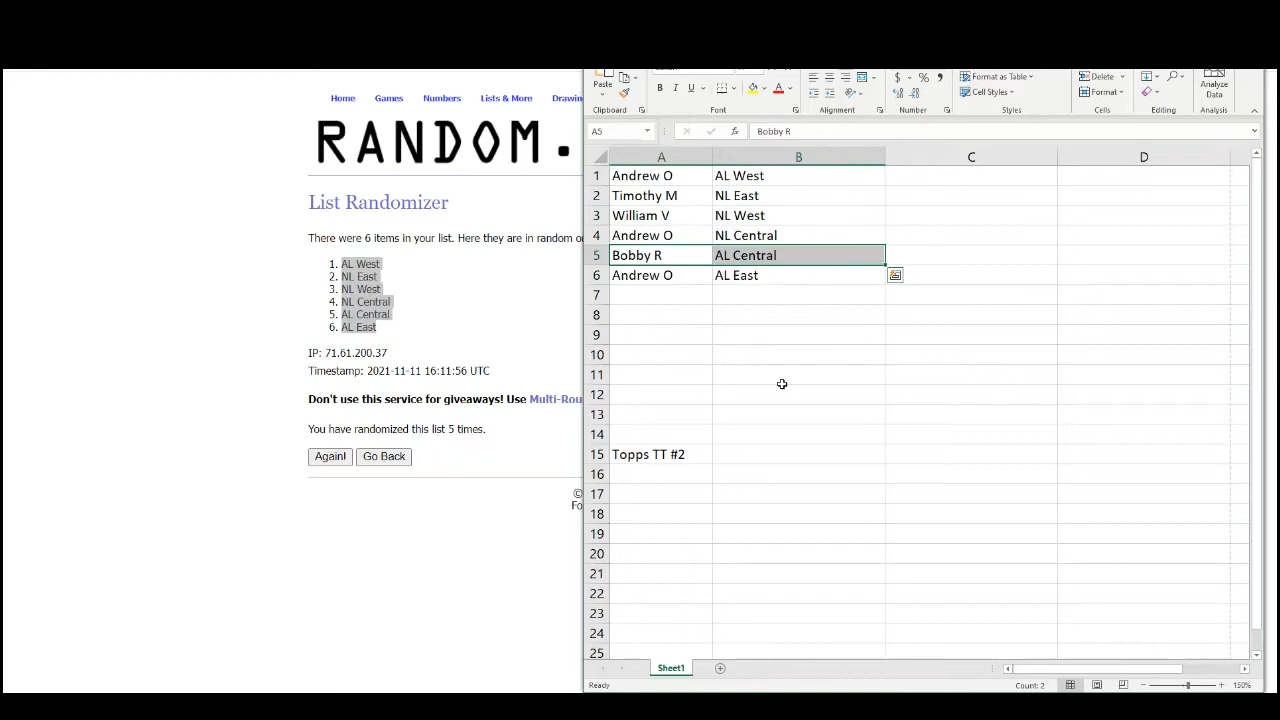 Home Games Numbers Lists & More Drawin
RANDOM.
List Randomizer
There were 6 items in your list. Here they are in random o
1. AL West
2. NL East
3. NL West
4. NL Central
5. AL Central
6. AL East
IP: 71.61.200.37
Timestamp: 2021-11-11 16:11:56 UTC
Don't use this service for giveaways! Use Multi-Rou
You have randomized this list 5 times.
Again! Go Back
©
Fo
Paste B I U A $ % , Format as Table Delete Analyze
Cell Styles Format Data
Clipboard Font Alignment Number Styles Cells Editing Analysis
A5 fx Bobby R
A B C D
1 Andrew O AL West
2 Timothy M NL East
3 William V NL West
4 Andrew O NL Central
5 Bobby R AL Central
6 Andrew O AL East
7
8
9
10
11
12
13
14
15 Topps TT #2
16
17
18
19
20
21
22
23
24
25
Sheet1
Ready Count: 2 150%